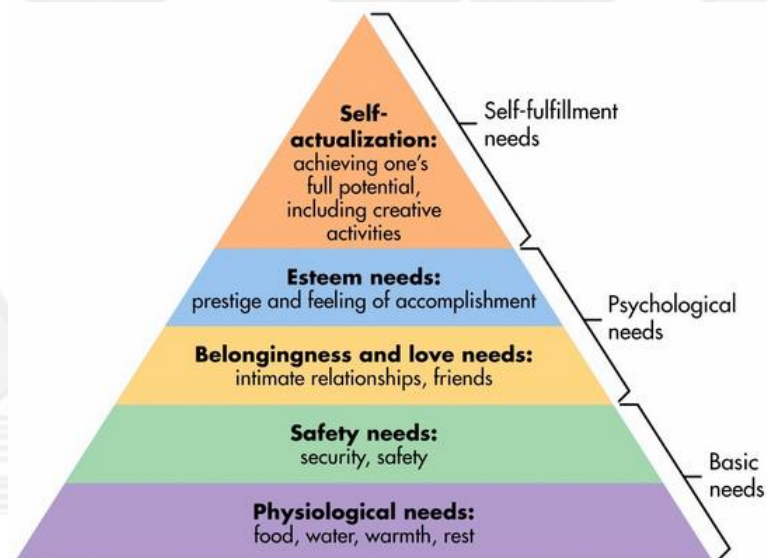 Self-
actualization:
achieving one's
full potential,
including creative
activities
Self-fulfillment
needs
Esteem needs:
prestige and feeling of accomplishment
Belongingness and love needs:
intimate relationships, friends
Psychological
needs
Safety needs:
security, safety
Physiological needs:
food, water, warmth, rest
Basic
needs